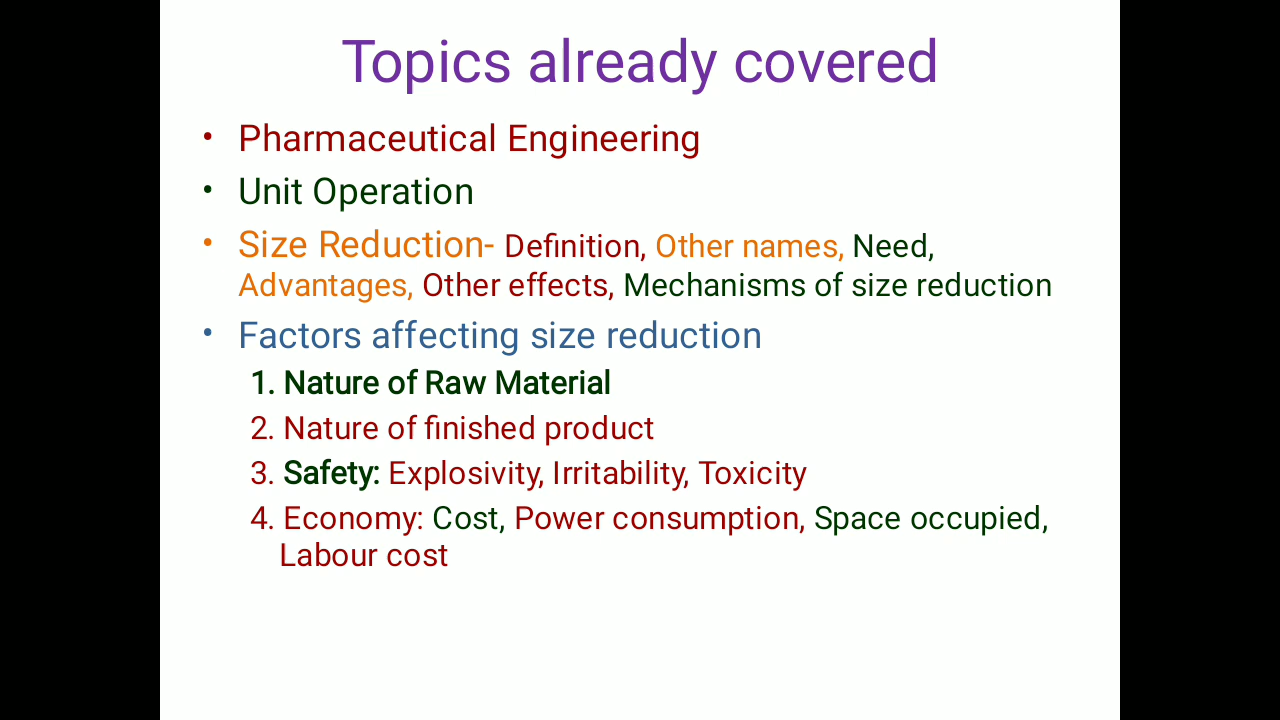 Topics already covered
• Pharmaceutical Engineering
• Unit Operation
• Size Reduction- Definition, Other names, Need,
Advantages, Other effects, Mechanisms of size reduction
• Factors affecting size reduction
1. Nature of Raw Material
2. Nature of finished product
3. Safety: Explosivity, Irritability, Toxicity
4. Economy: Cost, Power consumption, Space occupied,
Labour cost